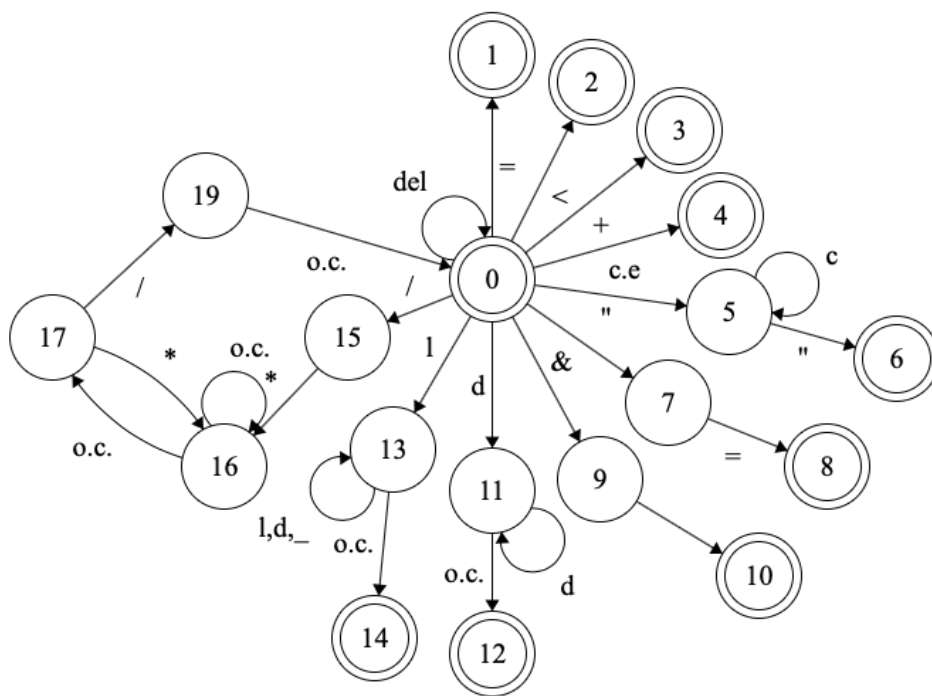 1
2
3
19
del
=
<
4
+
o.c.
c.e
c
/
/
0
"
5
17
15
"
6
*
o.c.
*
l
&
7
d
o.c.
16
13
=
8
11
9
l,d,_
o.c.
o.c.
d
10
14
12